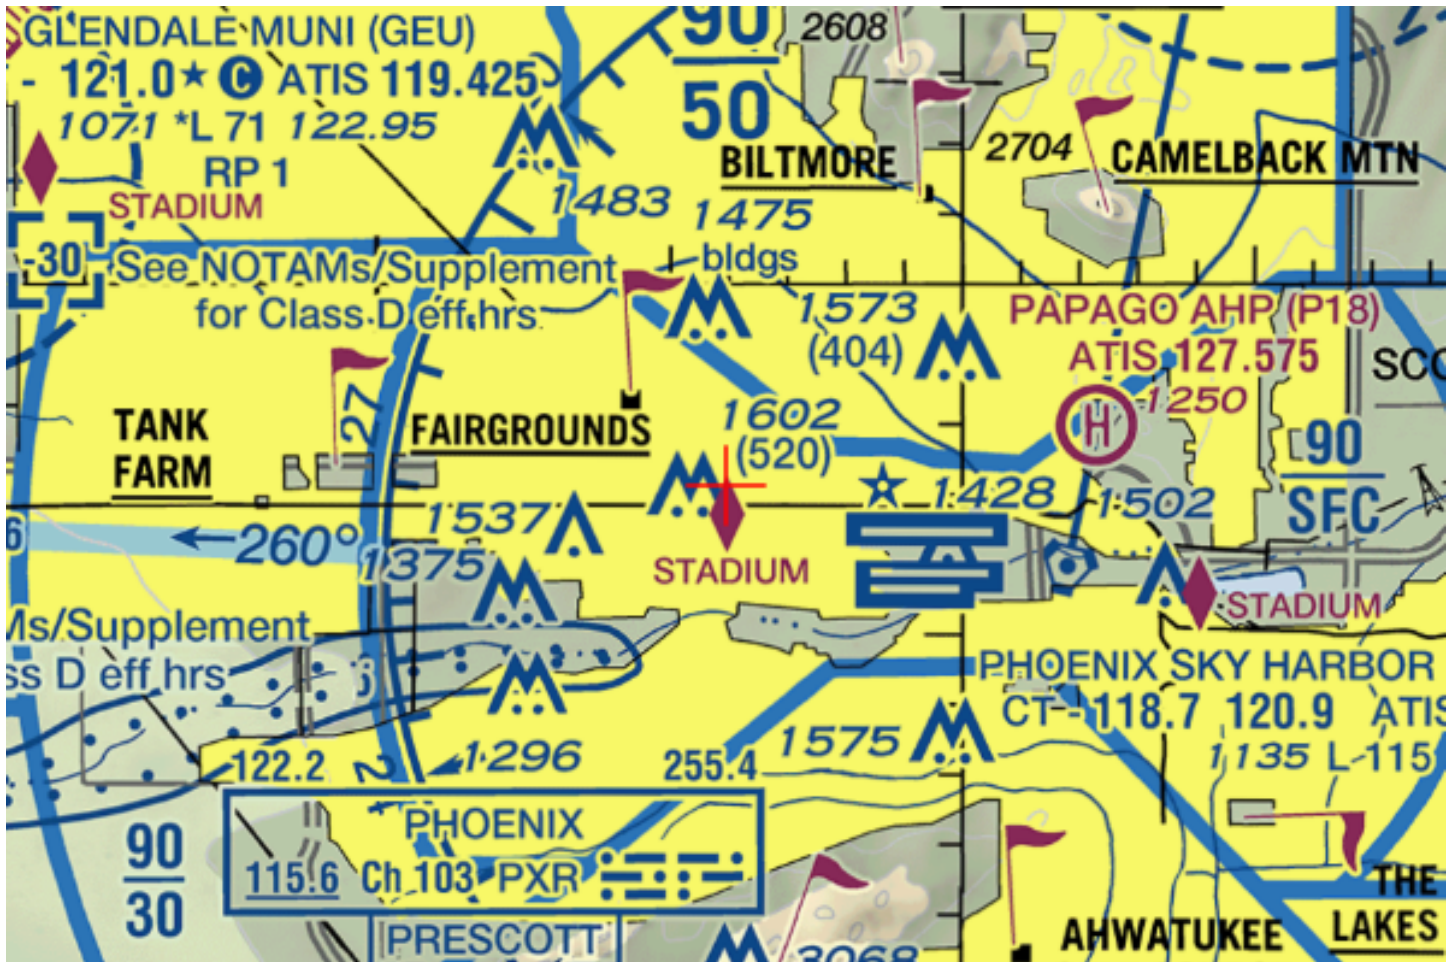 GLENDALE MUNI (GEU)
- 121.0 ★ C ATIS 119.425
1071 *L 71 122.95
RP 1
STADIUM
-30
See NOTAMs/Supplement
for Class D eff hrs
90
50
2608
BILTMORE
2704
CAMELBACK MTN
1483
1475
bldgs
1573
(404)
PAPAGO AHP (P18)
ATIS 127.575
1250
H
27
TANK
FARM
FAIRGROUNDS
1602
(520)
90
SFC
6
260°
1537
1375
STADIUM
1428
1502
STADIUM
Ms/Supplement
ss D eff hrs
PHOENIX SKY HARBOR
CT - 118.7 120.9 ATIS
1135 L 115
1296
1575
122.2
255.4
PHOENIX
115.6 Ch 103 PXR
PRESCOTT
90
30
3068
AHWATUKEE
THE
LAKES